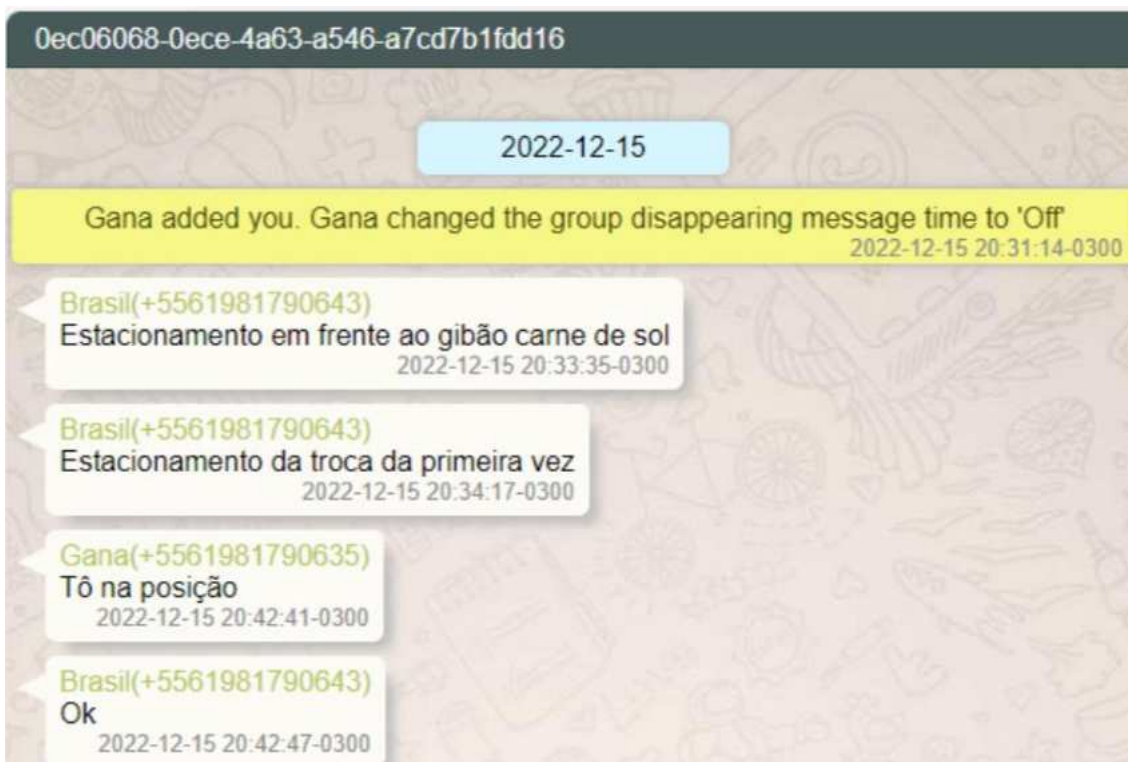 0ec06068-0ece-4a63-a546-a7cd7b1fdd16
2022-12-15
Gana added you. Gana changed the group disappearing message time to 'Off'
2022-12-15 20:31:14-0300
Brasil(+5561981790643)
Estacionamento em frente ao gibão carne de sol
2022-12-15 20:33:35-0300
Brasil(+5561981790643)
Estacionamento da troca da primeira vez
2022-12-15 20:34:17-0300
Gana(+5561981790635)
Tô na posição
2022-12-15 20:42:41-0300
Brasil(+5561981790643)
Ok
2022-12-15 20:42:47-0300